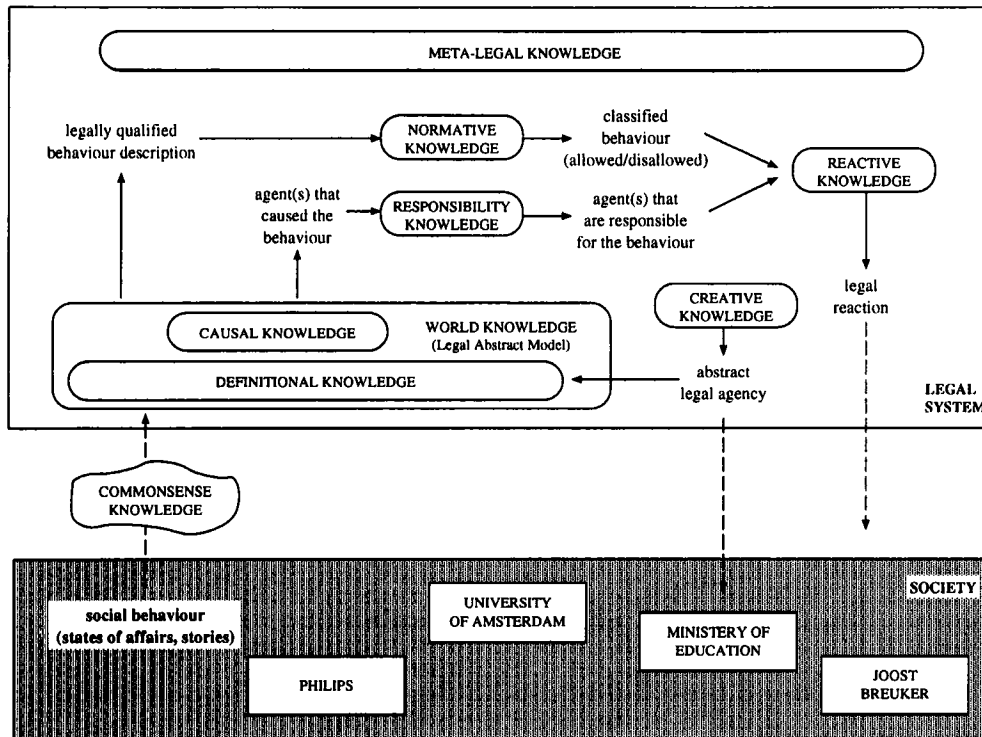 META-LEGAL KNOWLEDGE
legally qualified
behaviour description
NORMATIVE
KNOWLEDGE
classified
behaviour
(allowed/disallowed)
REACTIVE
KNOWLEDGE
agent(s) that
caused the
behaviour
RESPONSIBILITY
KNOWLEDGE
agent(s) that
are responsible
for the behaviour
legal
reaction
CREATIVE
KNOWLEDGE
CAUSAL KNOWLEDGE
WORLD KNOWLEDGE
(Legal Abstract Model)
DEFINITIONAL KNOWLEDGE
abstract
legal agency
LEGAL
SYSTEM
COMMONSENSE
KNOWLEDGE
SOCIETY
social behaviour
(states of affairs, stories)
UNIVERSITY
OF AMSTERDAM
MINISTERY OF
EDUCATION
PHILIPS
JOOST
BREUKER